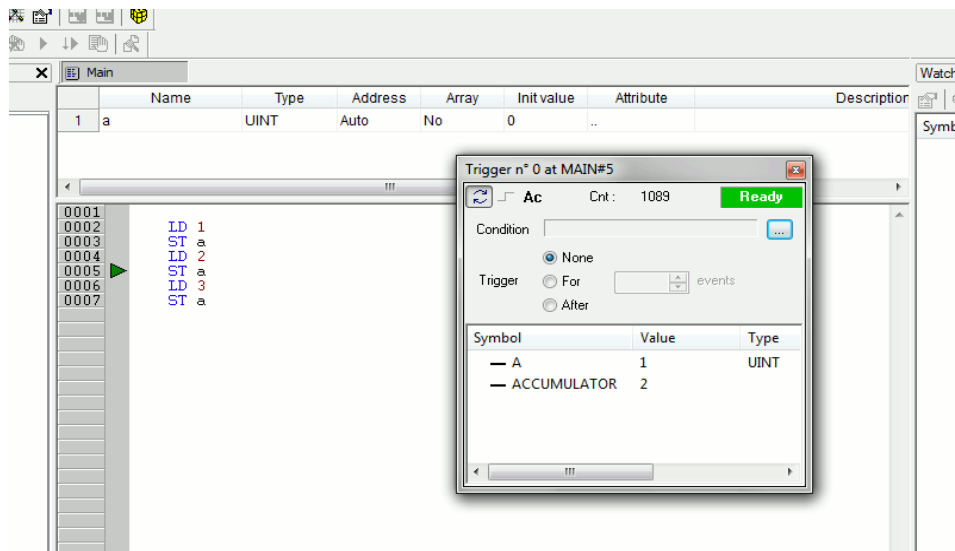 Main
Watch
Name Type Address Array Init value Attribute Description
1 a UINT Auto No 0 ..
Symb
Trigger n° 0 at MAIN#5
Ac Cnt : 1089 Ready
Condition ...
None
Trigger For events
After
Symbol Value Type
A 1 UINT
ACCUMULATOR 2
0001
0002 LD 1
0003 ST a
0004 LD 2
0005 ST a
0006 LD 3
0007 ST a